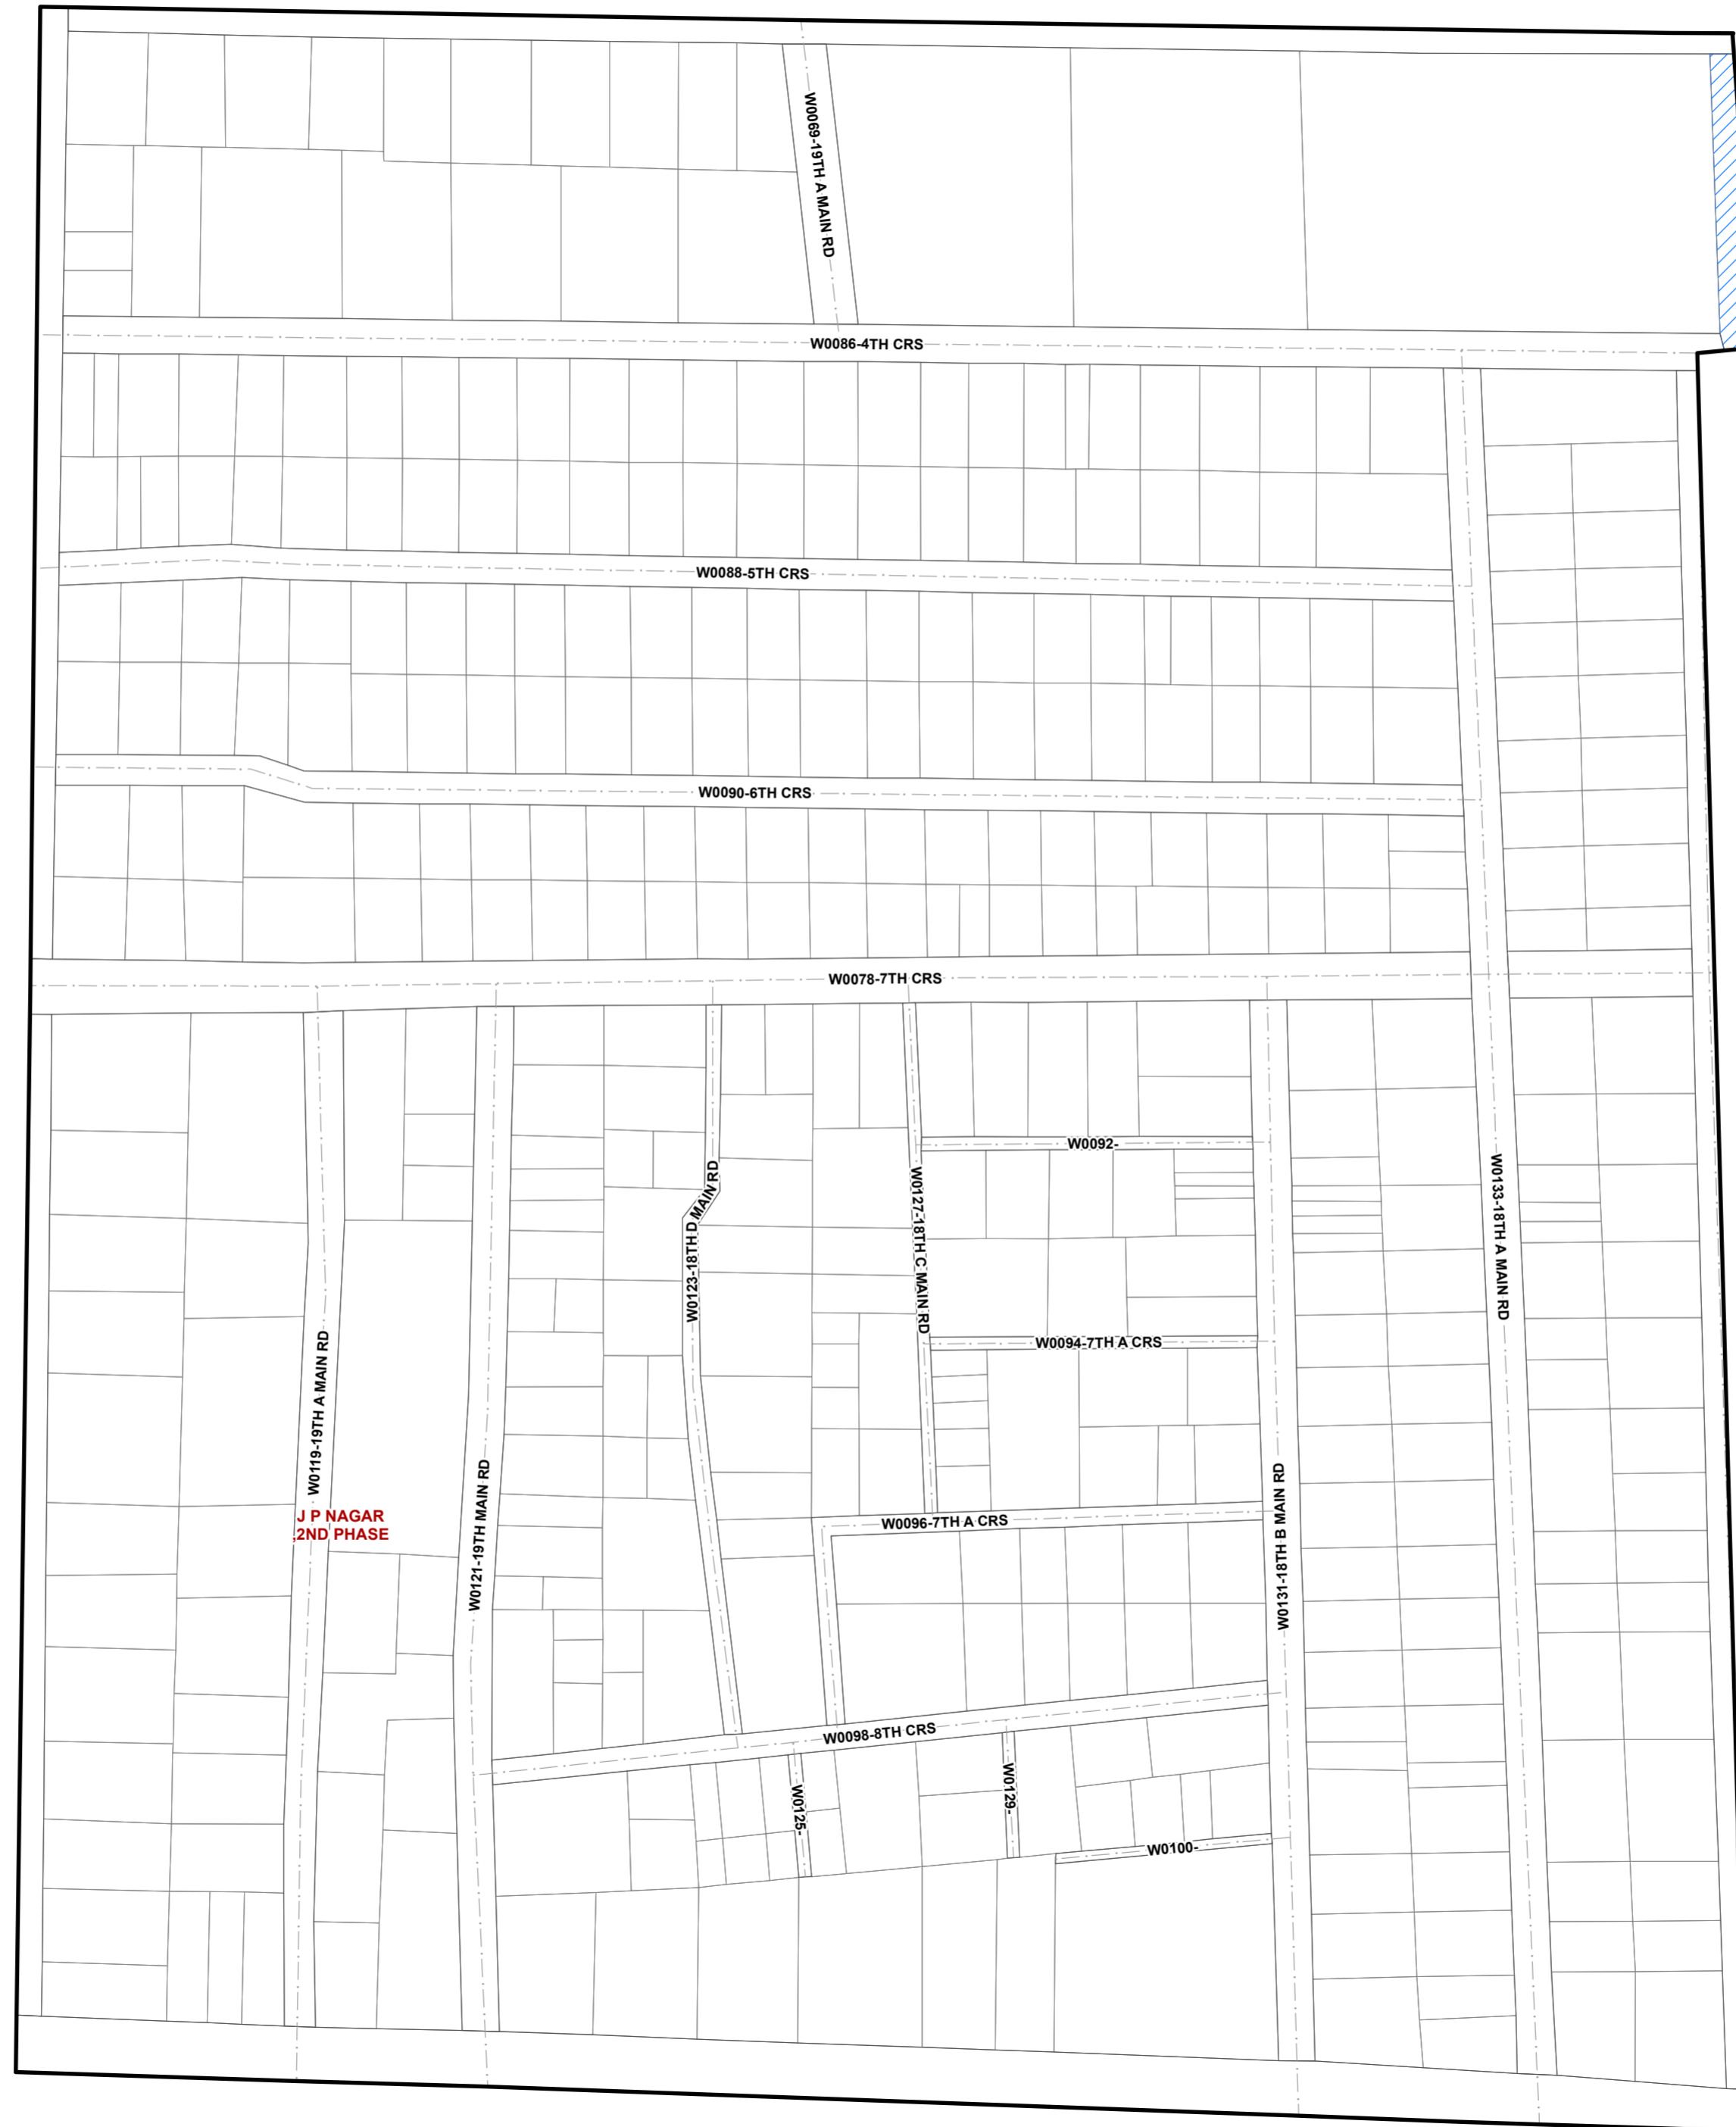 W0069-19TH A MAIN RD
W0086-4TH CRS
W0088-5TH CRS
W0090-6TH CRS
W0078-7TH CRS
W0092-
W0123-18TH D MAIN RD
W0127-18TH C MAIN RD
W0133-18TH A MAIN RD
W0094-7TH A CRS
W0119-19TH A MAIN RD
W0121-19TH MAIN RD
W0131-18TH B MAIN RD
J P NAGAR
,2ND PHASE
W0096-7TH A CRS
W0098-8TH CRS
W0125-
W0129-
W0100-